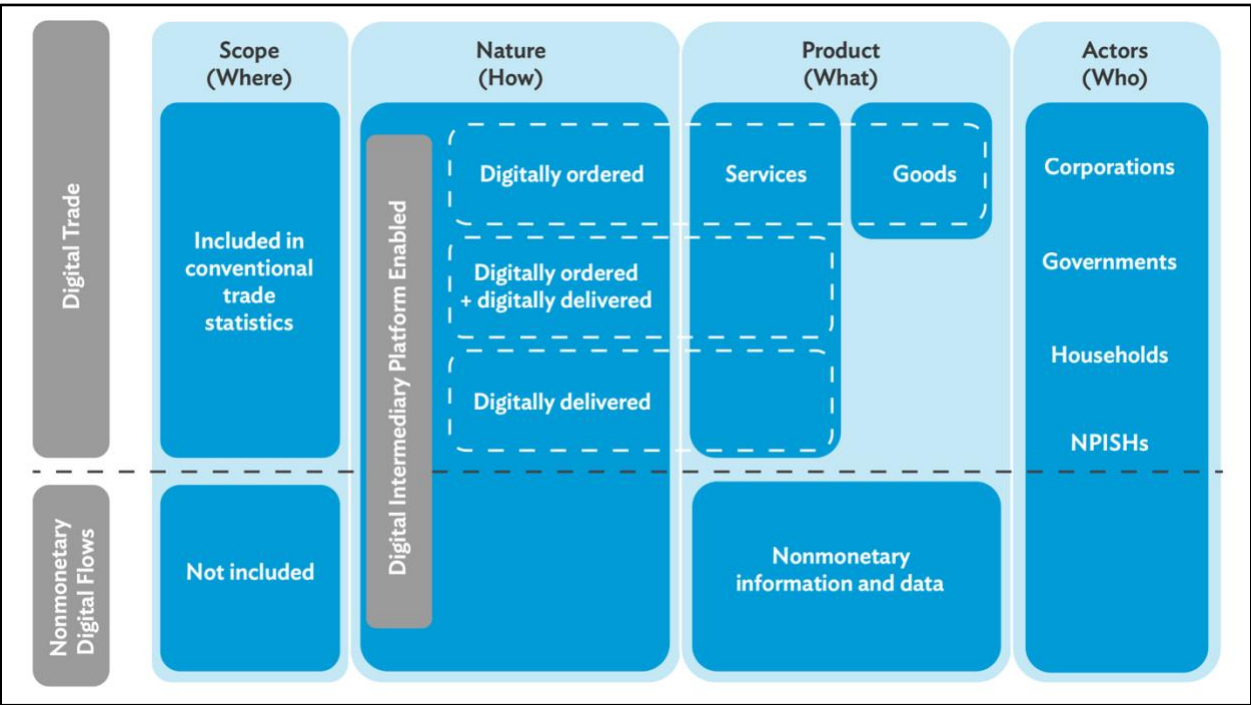 Scope
(Where)
Nature
(How)
Product
(What)
Actors
(Who)
Digital Trade
Included in
conventional
trade
statistics
Digital Intermediary Platform Enabled
Digitally ordered
Services
Goods
Digitally ordered
+ digitally delivered
Digitally delivered
Corporations
Governments
Households
NPISHs
Nonmonetary
Digital Flows
Not included
Nonmonetary
information and data